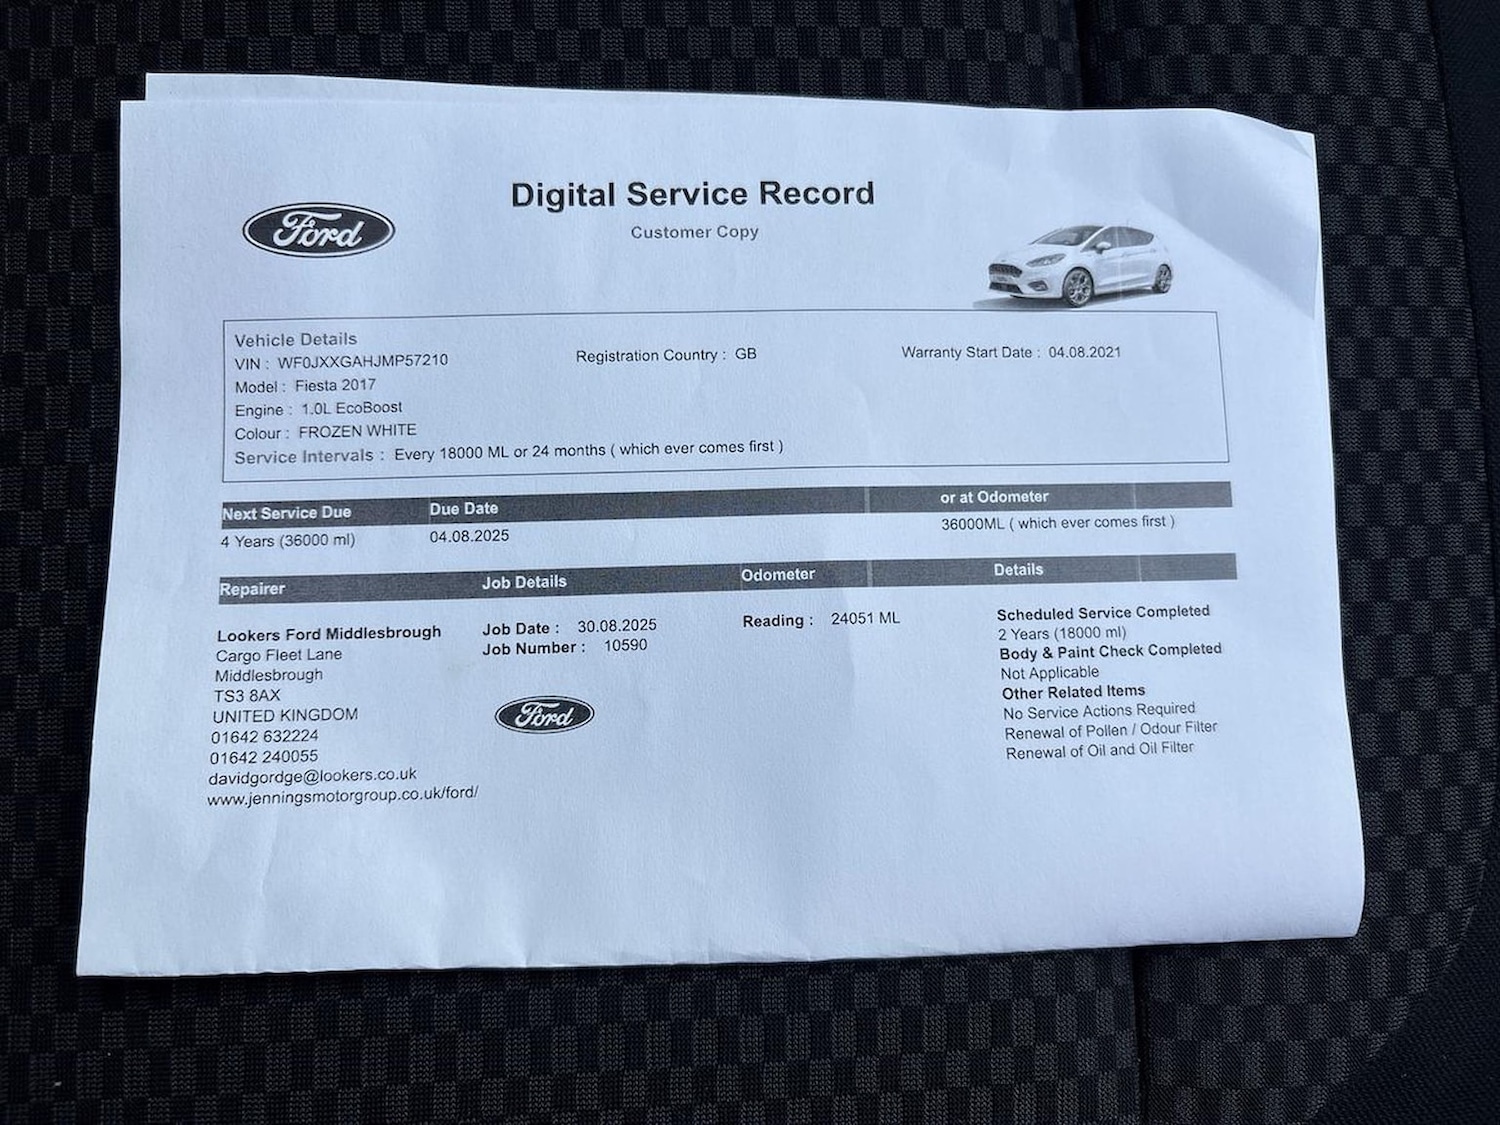 Digital Service Record
Customer Copy
Ford
Vehicle Details
VIN : WF0JXXGAHJMP57210
Registration Country : GB
Warranty Start Date : 04.08.2021
Model : Fiesta 2017
Engine : 1.0L EcoBoost
Colour : FROZEN WHITE
Service Intervals : Every 18000 ML or 24 months ( which ever comes first )
Next Service Due Due Date or at Odometer
4 Years (36000 ml) 04.08.2025 36000ML ( which ever comes first )
Repairer Job Details Odometer Details
Lookers Ford Middlesbrough
Cargo Fleet Lane
Middlesbrough
TS3 8AX
UNITED KINGDOM
01642 632224
01642 240055
davidgordge@lookers.co.uk
www.jenningsmotorgroup.co.uk/ford/
Job Date : 30.08.2025
Job Number : 10590
Ford
Reading : 24051 ML
Scheduled Service Completed
2 Years (18000 ml)
Body & Paint Check Completed
Not Applicable
Other Related Items
No Service Actions Required
Renewal of Pollen / Odour Filter
Renewal of Oil and Oil Filter